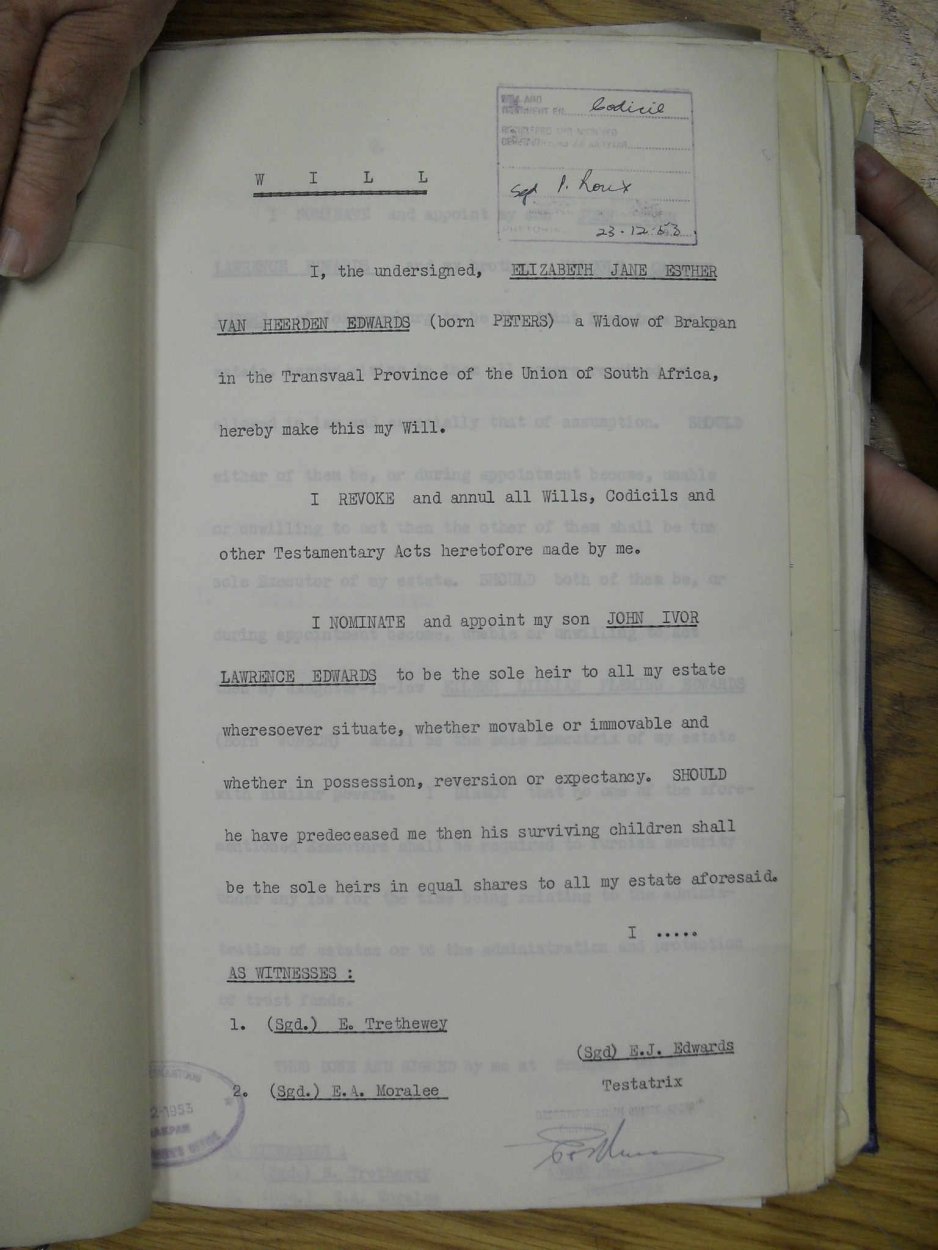 Codicil
Sgd P. Roux
23-12-53
W I L L
I, the undersigned, ELIZABETH JANE ESTHER
VAN HEERDEN EDWARDS (born PETERS) a Widow of Brakpan
in the Transvaal Province of the Union of South Africa,
hereby make this my Will.
I REVOKE and annul all Wills, Codicils and
other Testamentary Acts heretofore made by me.
I NOMINATE and appoint my son JOHN IVOR
LAWRENCE EDWARDS to be the sole heir to all my estate
wheresoever situate, whether movable or immovable and
whether in possession, reversion or expectancy. SHOULD
he have predeceased me then his surviving children shall
be the sole heirs in equal shares to all my estate aforesaid.
I .....
AS WITNESSES :
1. (Sgd.) E. Trethewey
(Sgd) E.J. Edwards
2. (Sgd.) E.A. Moralee
Testatrix
2-1953